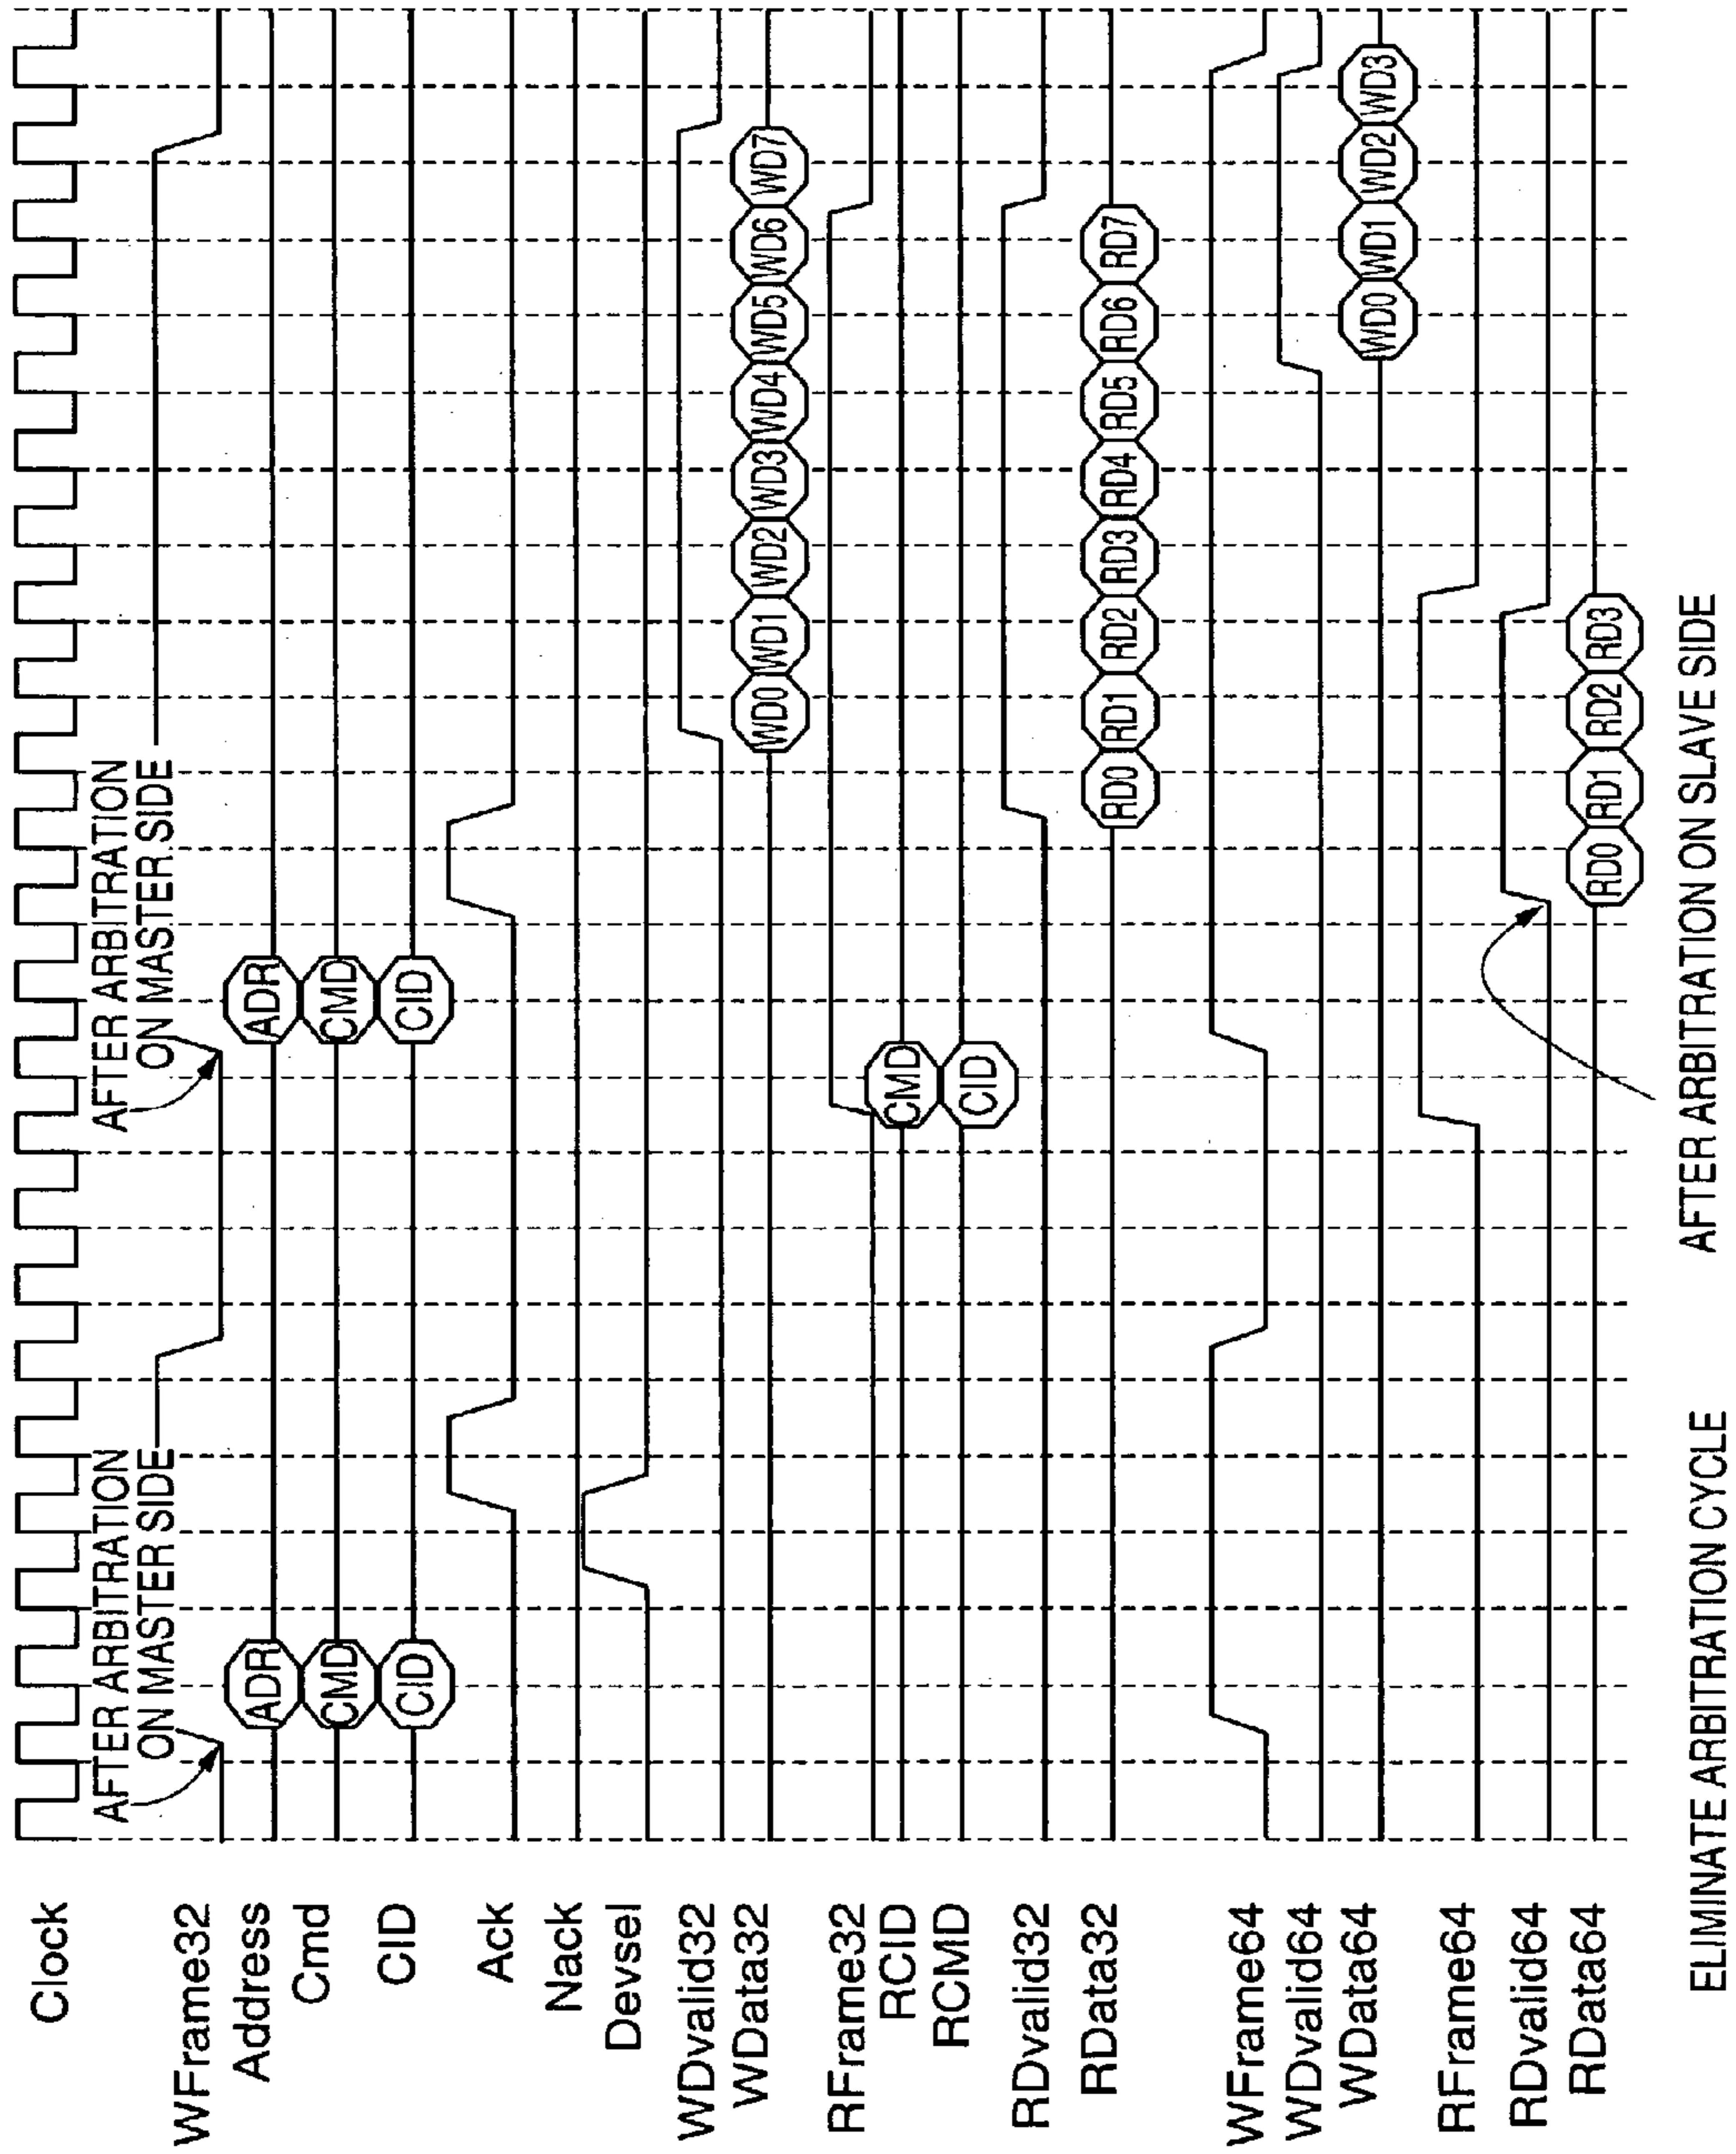 Clock
AFTER ARBITRATION AFTER ARBITRATION
ON MASTER SIDE ON MASTER SIDE
WFrame32
Address ADR ADR
Cmd CMD CMD
CID CID CID
Ack
Nack
Devsel
WDvalid32
WData32 WD0 WD1 WD2 WD3 WD4 WD5 WD6 WD7
RFrame32
RCID CMD
RCMD CID
RDvalid32
RData32 RD0 RD1 RD2 RD3 RD4 RD5 RD6 RD7
WFrame64
WDvalid64
WData64 WD0 WD1 WD2 WD3
RFrame64
RDvalid64
RData64 RD0 RD1 RD2 RD3
AFTER ARBITRATION ON SLAVE SIDE
ELIMINATE ARBITRATION CYCLE